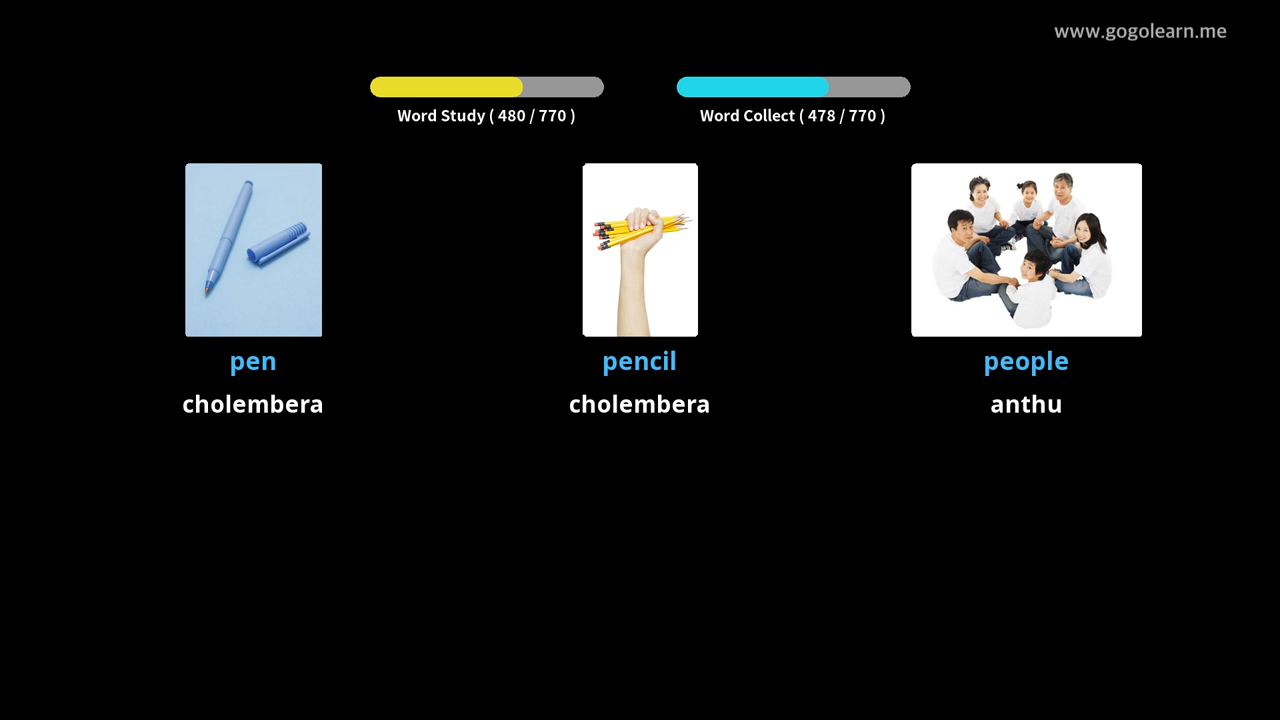 www.gogolearn.me
Word Study ( 480 / 770 )
Word Collect ( 478 / 770 )
pen
pencil
people
cholembera
cholembera
anthu